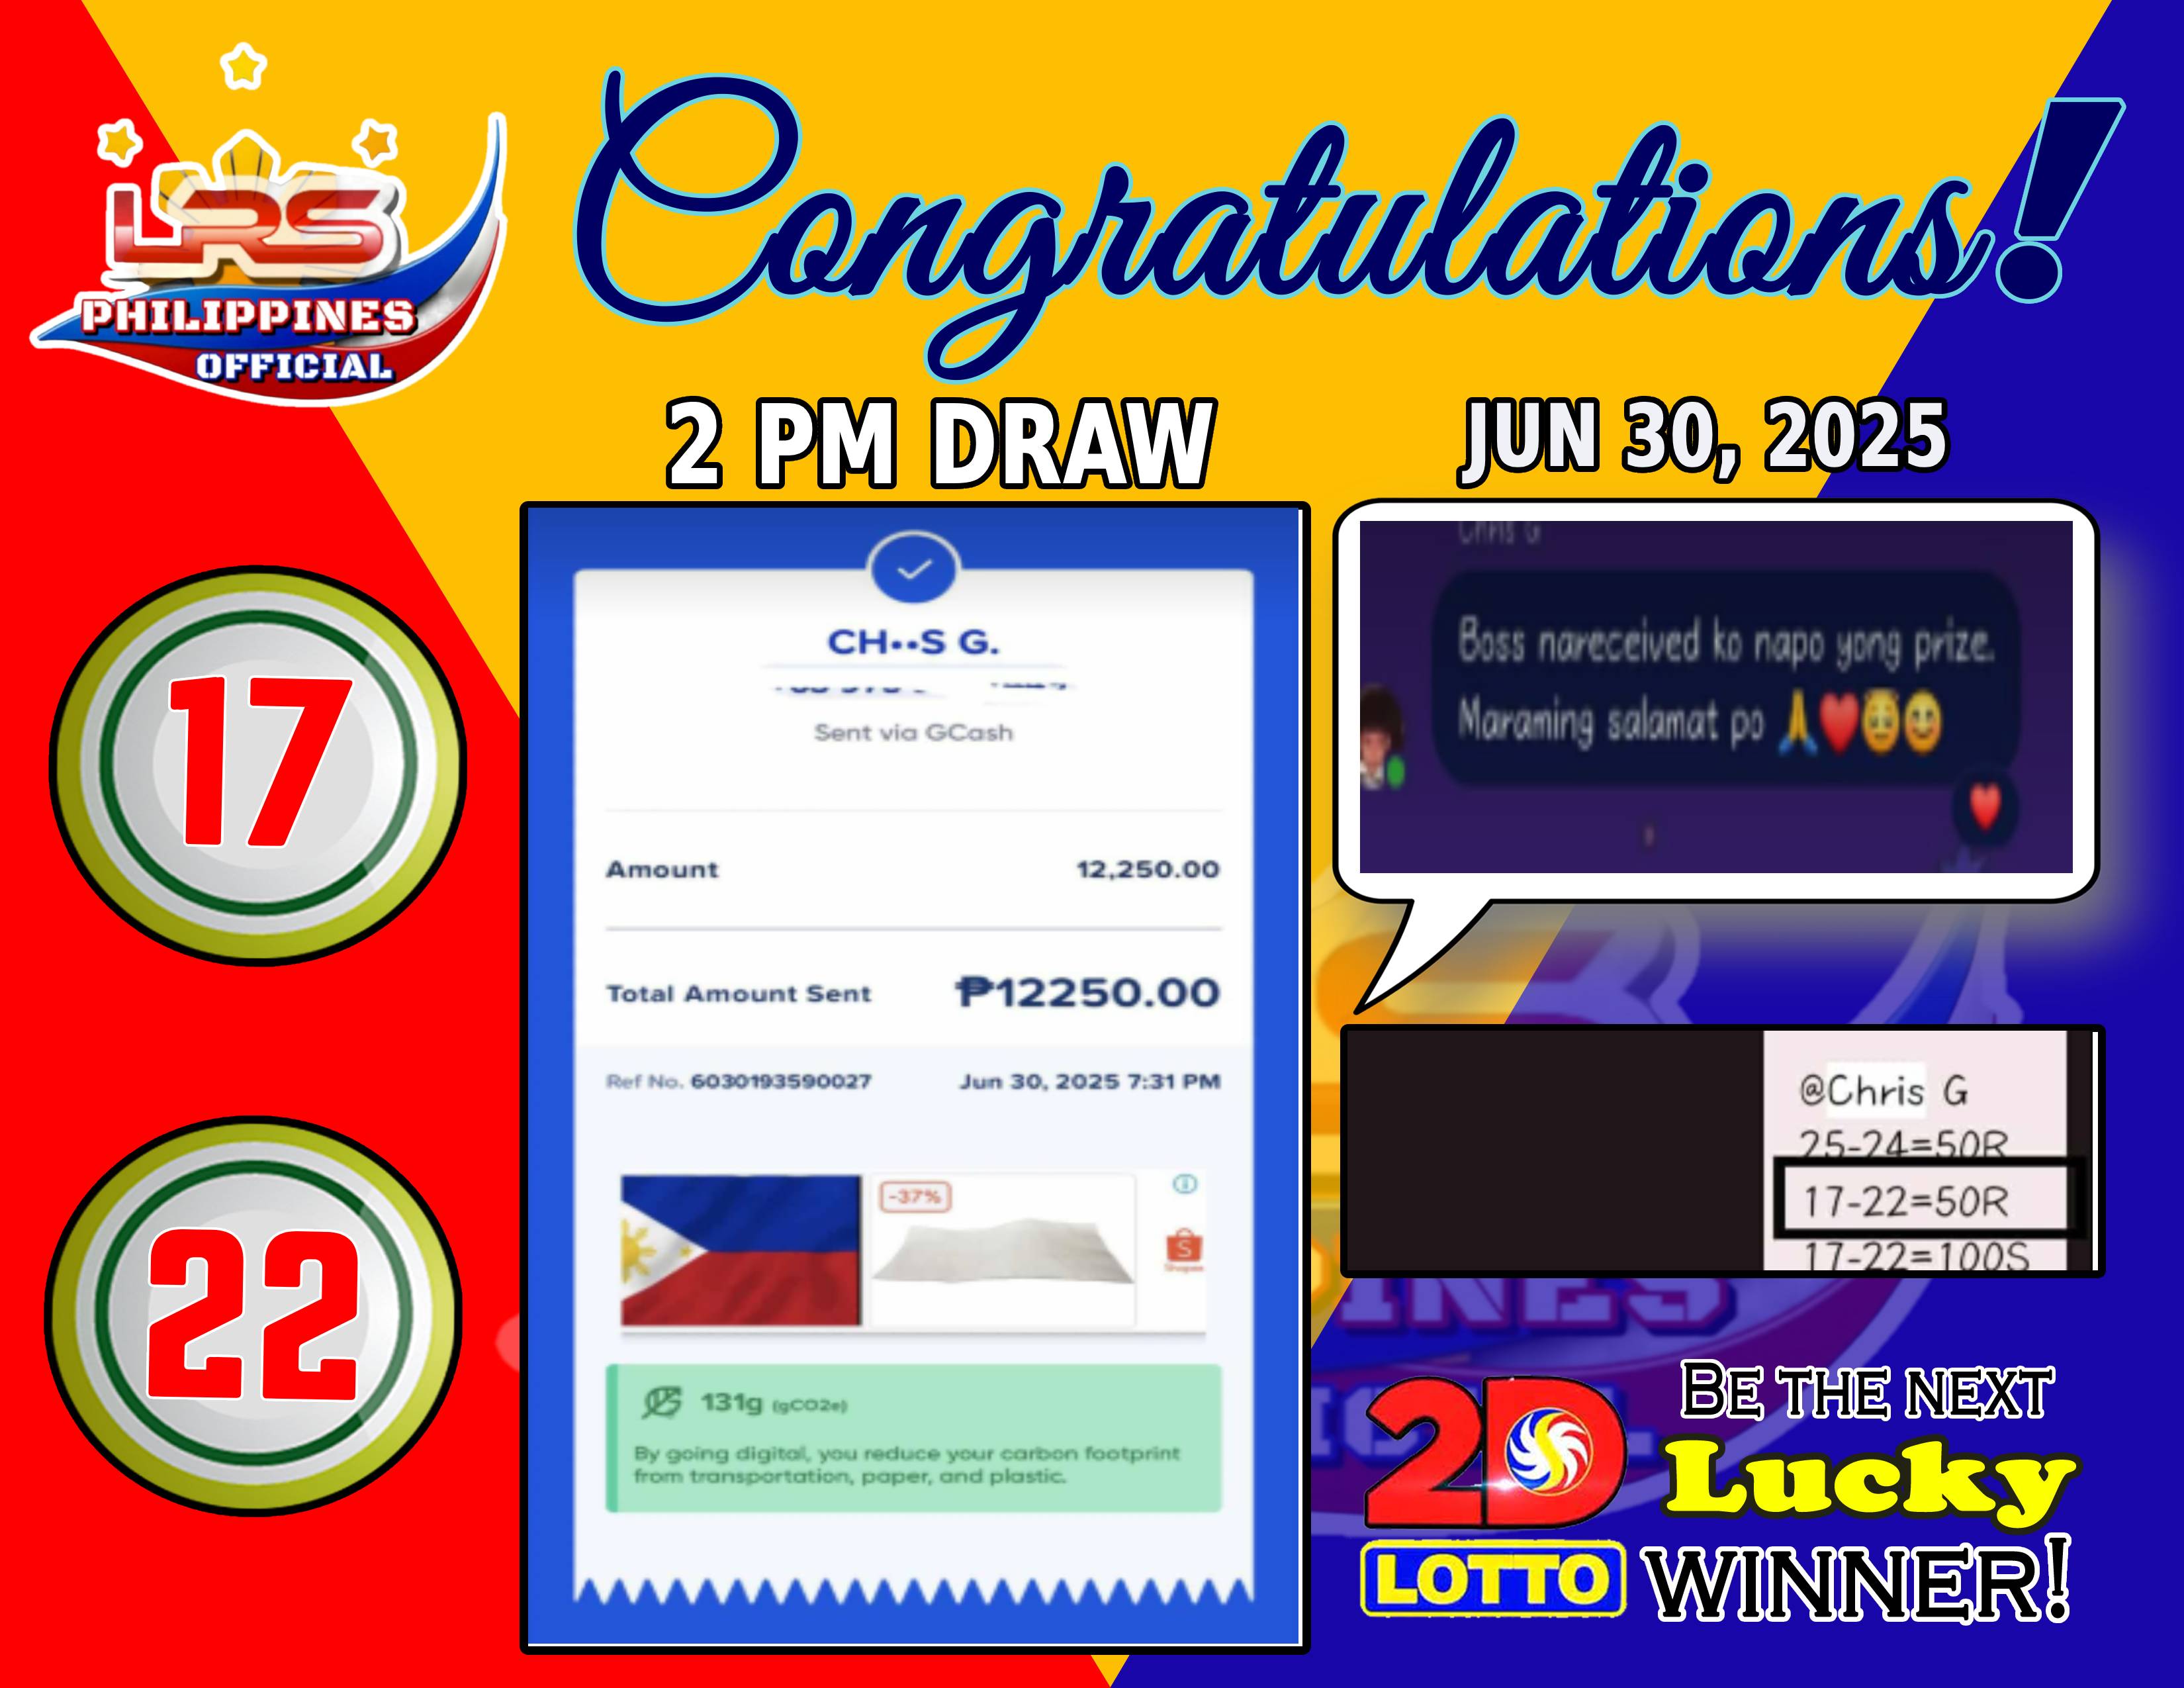 LRS
PHILIPPINES
OFFICIAL
Congratulations!
2 PM DRAW
JUN 30, 2025
17
22
CH••S G.
Sent via GCash
Amount 12,250.00
Total Amount Sent ₱12250.00
Ref No. 6030193590027 Jun 30, 2025 7:31 PM
-37%
S
Shopee
131g (gCO2e)
By going digital, you reduce your carbon footprint
from transportation, paper, and plastic.
Chris G
Boss nareceived ko napo yong prize.
Maraming salamat po 🙏❤️😇😊
@Chris G
25-24=50R
17-22=50R
17-22=100S
2D
LOTTO
BE THE NEXT
Lucky
WINNER!